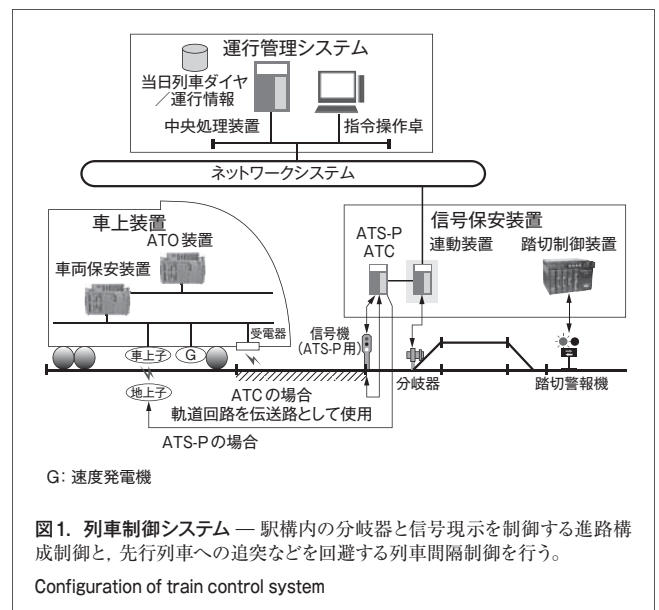 運行管理システム
当日列車ダイヤ
／運行情報
中央処理装置
指令操作卓
ネットワークシステム
車上装置
ATO 装置
車両保安装置
受電器
車上子
G
地上子
信号保安装置
ATS-P
ATC
連動装置
踏切制御装置
信号機
(ATS-P用)
分岐器
踏切警報機
ATCの場合
軌道回路を伝送路として使用
ATS-Pの場合
G: 速度発電機
図1. 列車制御システム — 駅構内の分岐器と信号現示を制御する進路構
成制御と，先行列車への追突などを回避する列車間隔制御を行う。
Configuration of train control system